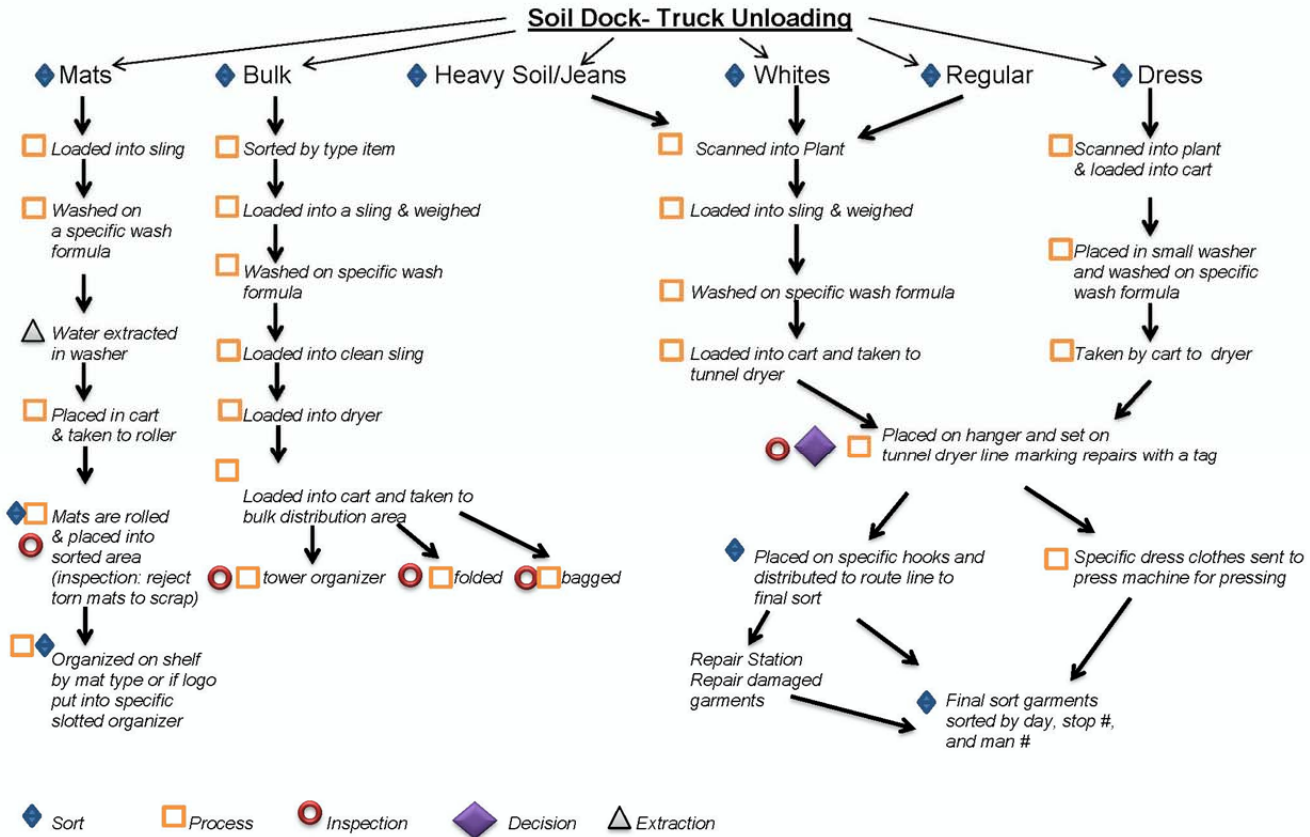 Soil Dock- Truck Unloading
Mats
Bulk
Heavy Soil/Jeans
Whites
Regular
Dress
Loaded into sling
Washed on
a specific wash
formula
Water extracted
in washer
Placed in cart
& taken to roller
Mats are rolled
& placed into
sorted area
(inspection: reject
torn mats to scrap)
Organized on shelf
by mat type or if logo
put into specific
slotted organizer
Sorted by type item
Loaded into a sling & weighed
Washed on specific wash
formula
Loaded into clean sling
Loaded into dryer
Loaded into cart and taken to
bulk distribution area
tower organizer
folded
bagged
Scanned into Plant
Loaded into sling & weighed
Washed on specific wash formula
Loaded into cart and taken to
tunnel dryer
Scanned into plant
& loaded into cart
Placed in small washer
and washed on specific
wash formula
Taken by cart to dryer
Placed on hanger and set on
tunnel dryer line marking repairs with a tag
Placed on specific hooks and
distributed to route line to
final sort
Specific dress clothes sent to
press machine for pressing
Repair Station
Repair damaged
garments
Final sort garments
sorted by day, stop #,
and man #
Sort
Process
Inspection
Decision
Extraction